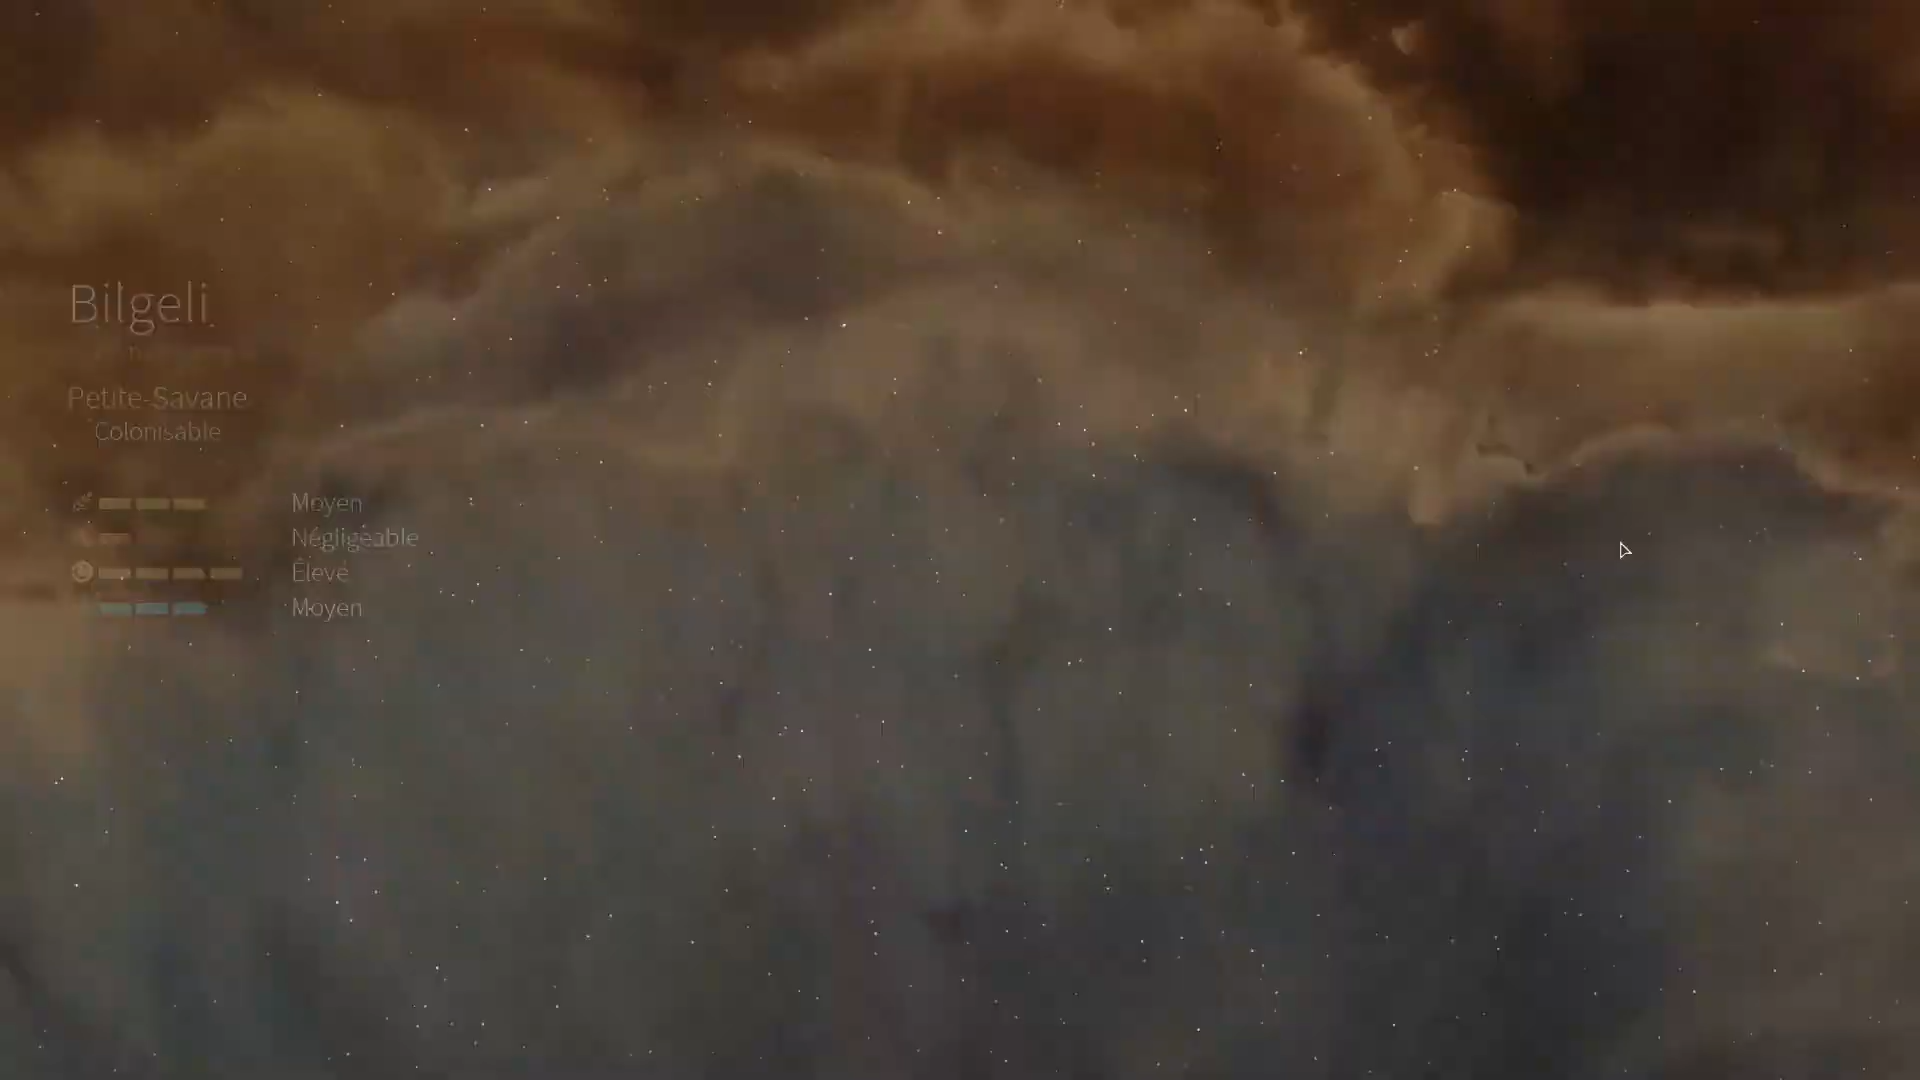 Bilgeli
Petite-Savane
Colonisable
Moyen
Négligeable
Élevé
Moyen